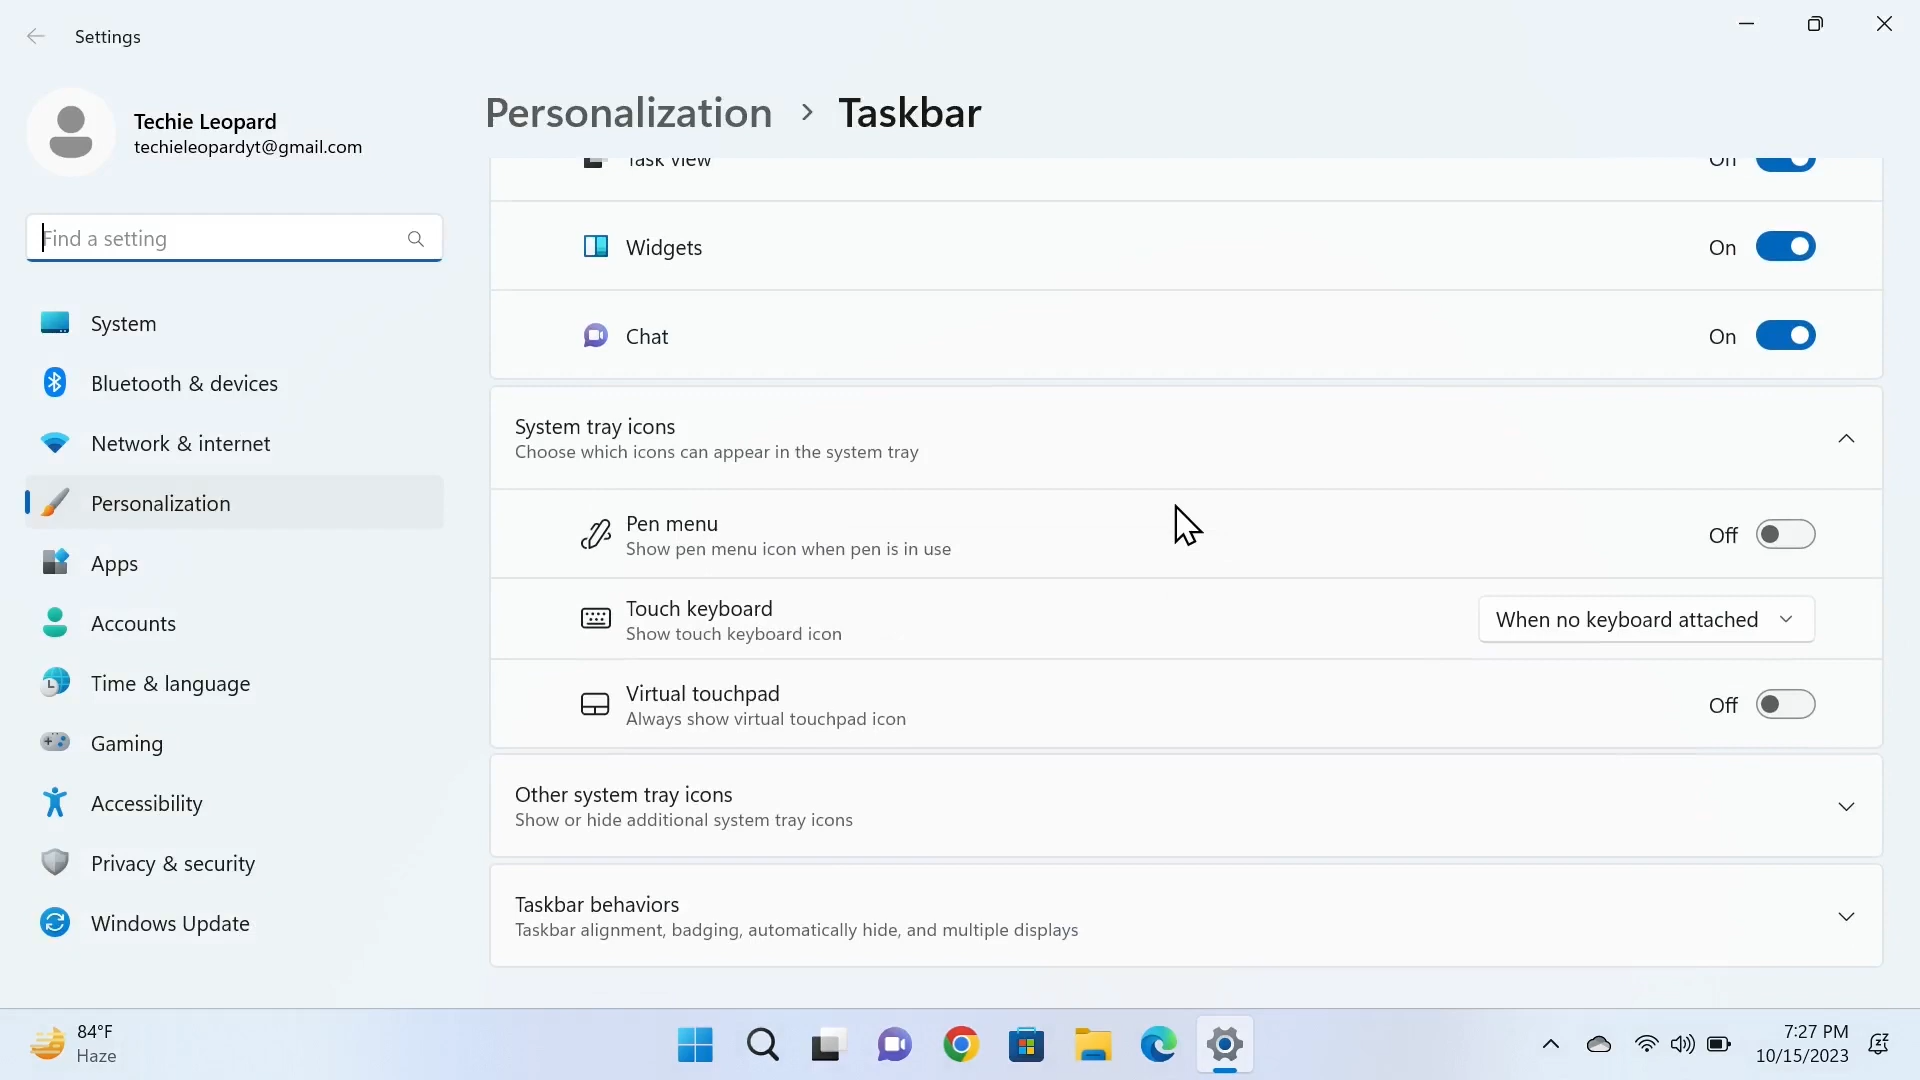 Settings
Techie Leopard
techieleopardyt@gmail.com
Find a setting
System
Bluetooth & devices
Network & internet
Personalization
Apps
Accounts
Time & language
Gaming
Accessibility
Privacy & security
Windows Update
Personalization > Taskbar
Task view On
Widgets On
Chat On
System tray icons
Choose which icons can appear in the system tray
Pen menu
Show pen menu icon when pen is in use
Off
Touch keyboard
Show touch keyboard icon
When no keyboard attached
Virtual touchpad
Always show virtual touchpad icon
Off
Other system tray icons
Show or hide additional system tray icons
Taskbar behaviors
Taskbar alignment, badging, automatically hide, and multiple displays
84°F
Haze
7:27 PM
10/15/2023